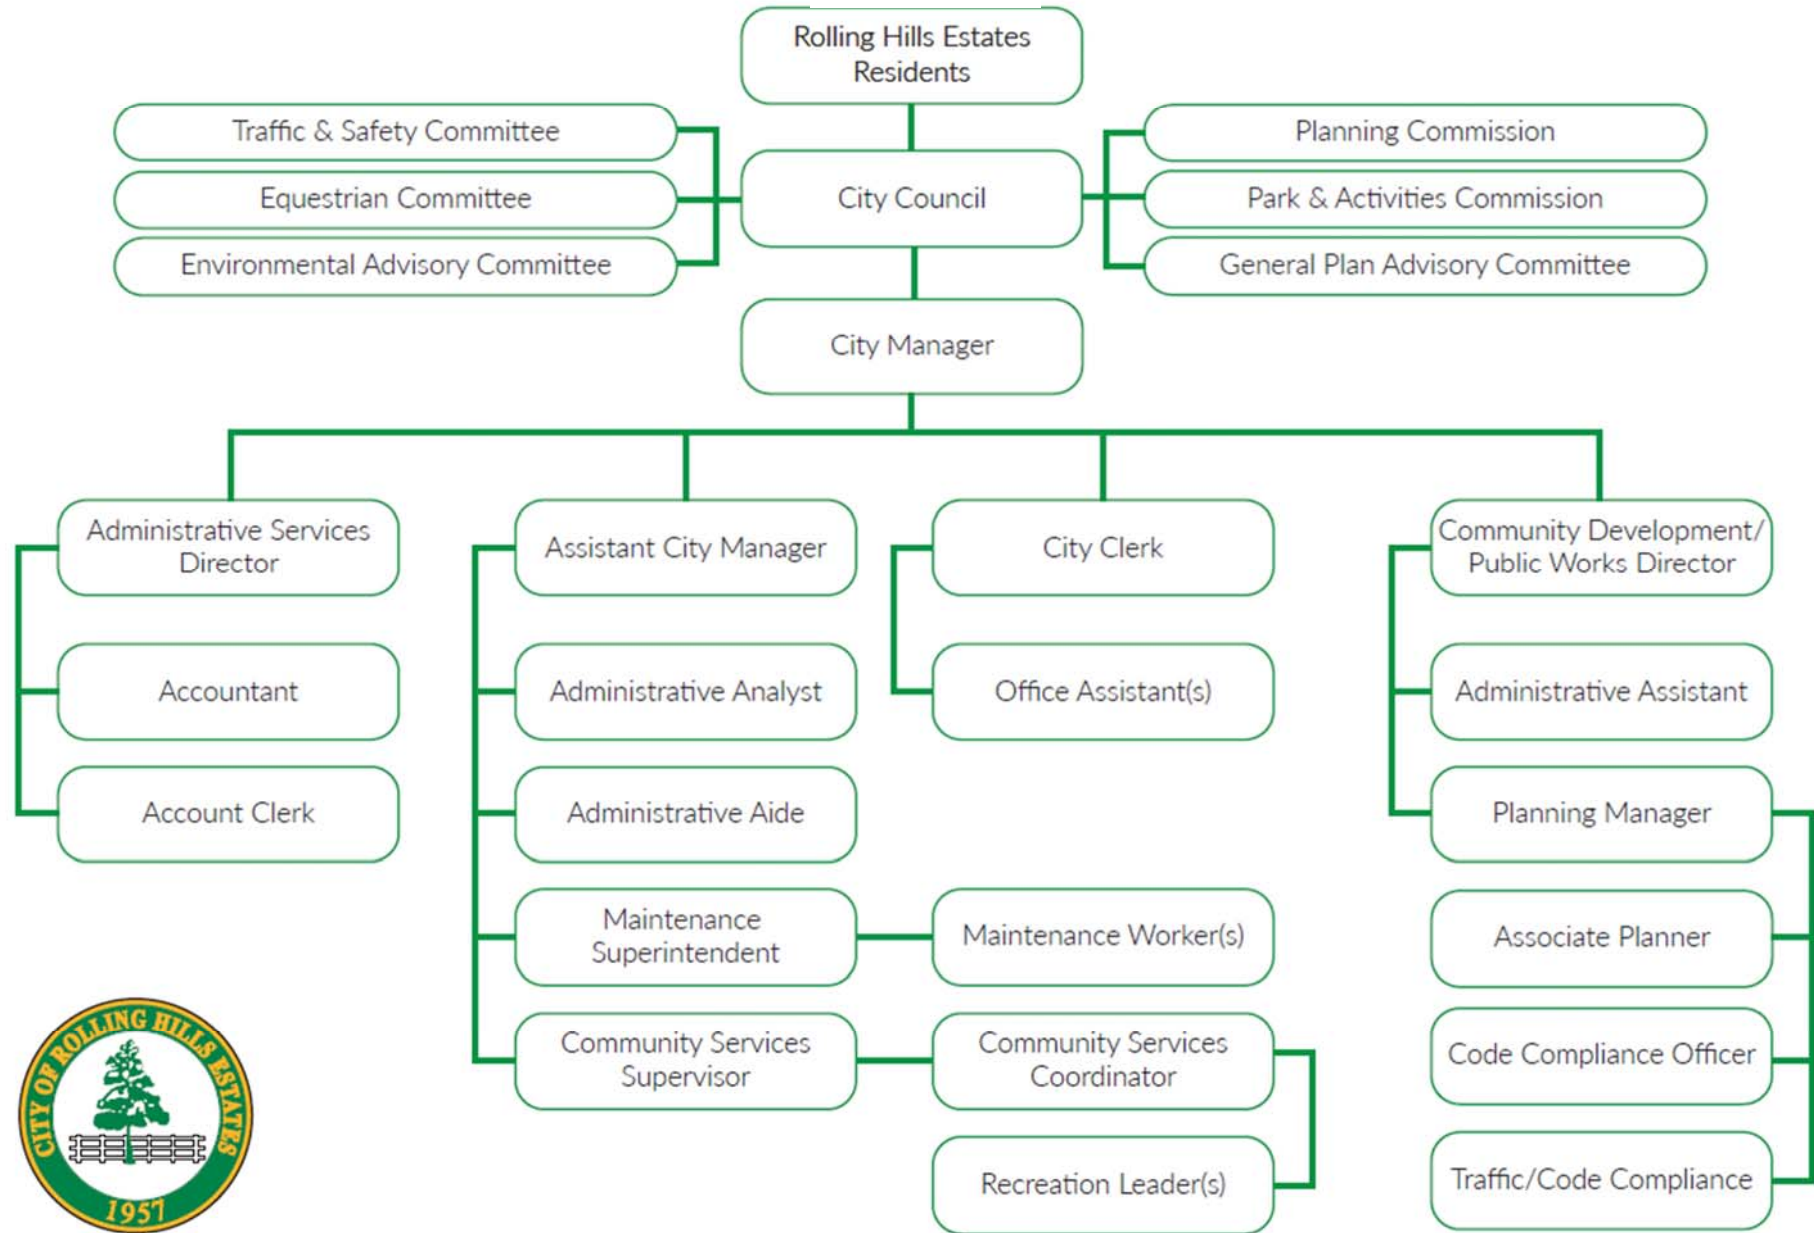 Rolling Hills Estates
Residents
Traffic & Safety Committee
Planning Commission
Equestrian Committee
City Council
Park & Activities Commission
Environmental Advisory Committee
General Plan Advisory Committee
City Manager
Administrative Services
Director
Assistant City Manager
City Clerk
Community Development/
Public Works Director
Accountant
Administrative Analyst
Office Assistant(s)
Administrative Assistant
Account Clerk
Administrative Aide
Planning Manager
Maintenance
Superintendent
Maintenance Worker(s)
Associate Planner
Community Services
Supervisor
Community Services
Coordinator
Code Compliance Officer
Recreation Leader(s)
Traffic/Code Compliance
CITY OF ROLLING HILLS ESTATES
1957